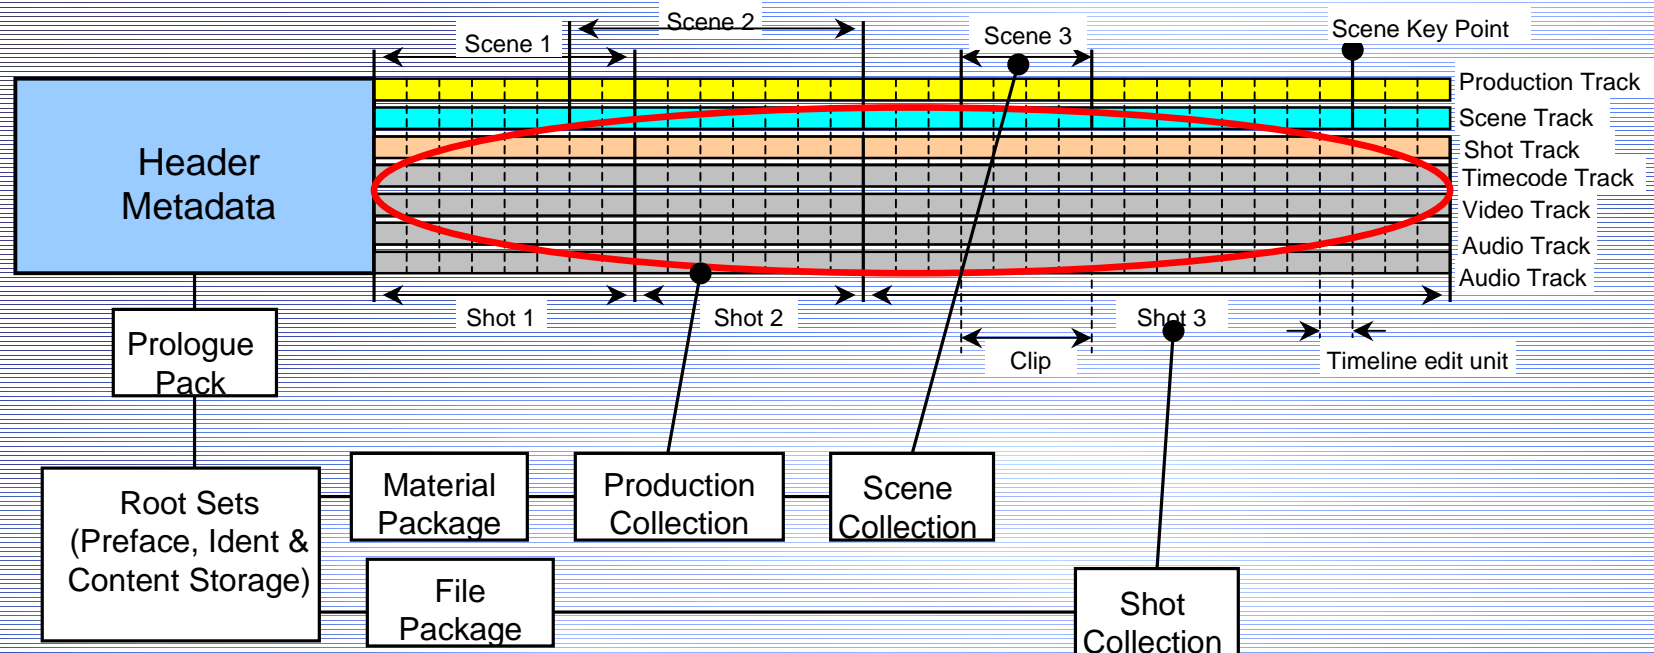 Scene 1
Scene 2
Scene 3
Scene Key Point
Header
Metadata
Production Track
Scene Track
Shot Track
Timecode Track
Video Track
Audio Track
Audio Track
Shot 1
Shot 2
Shot 3
Clip
Timeline edit unit
Prologue
Pack
Root Sets
(Preface, Ident &
Content Storage)
Material
Package
Production
Collection
Scene
Collection
File
Package
Shot
Collection